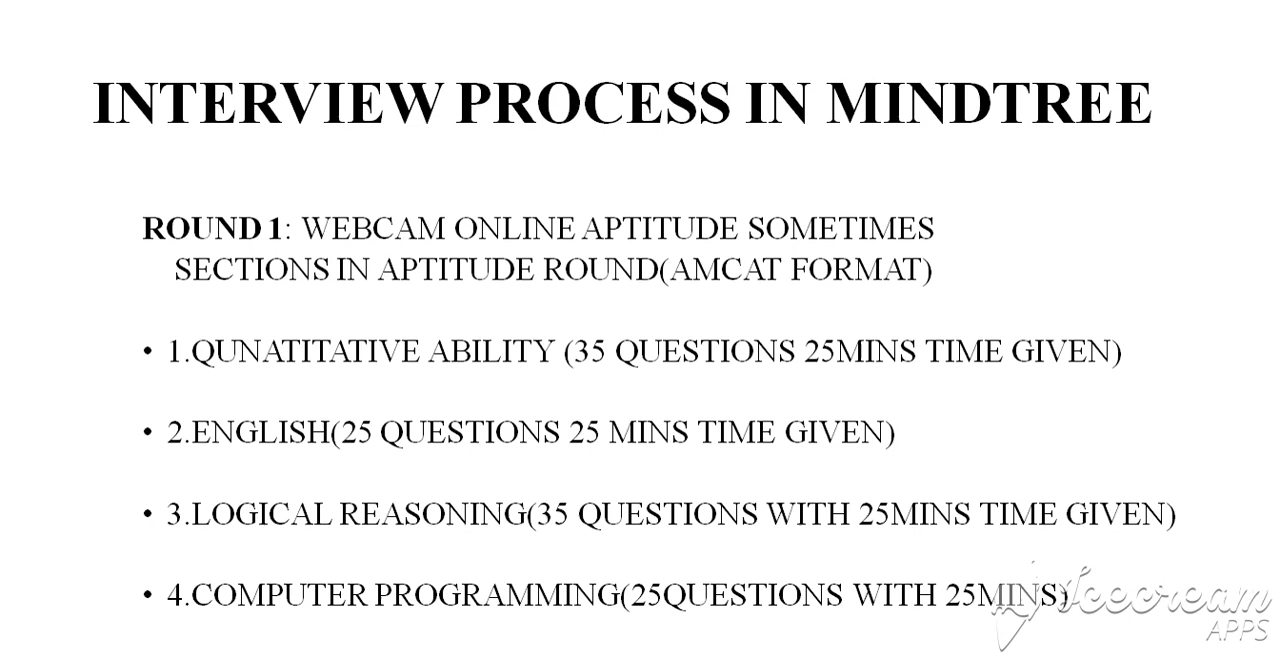 INTERVIEW PROCESS IN MINDTREE
ROUND 1: WEBCAM ONLINE APTITUDE SOMETIMES
SECTIONS IN APTITUDE ROUND(AMCAT FORMAT)
• 1.QUNATITATIVE ABILITY (35 QUESTIONS 25MINS TIME GIVEN)
• 2.ENGLISH(25 QUESTIONS 25 MINS TIME GIVEN)
• 3.LOGICAL REASONING(35 QUESTIONS WITH 25MINS TIME GIVEN)
• 4.COMPUTER PROGRAMMING(25QUESTIONS WITH 25MINS)
Icecream
APPS